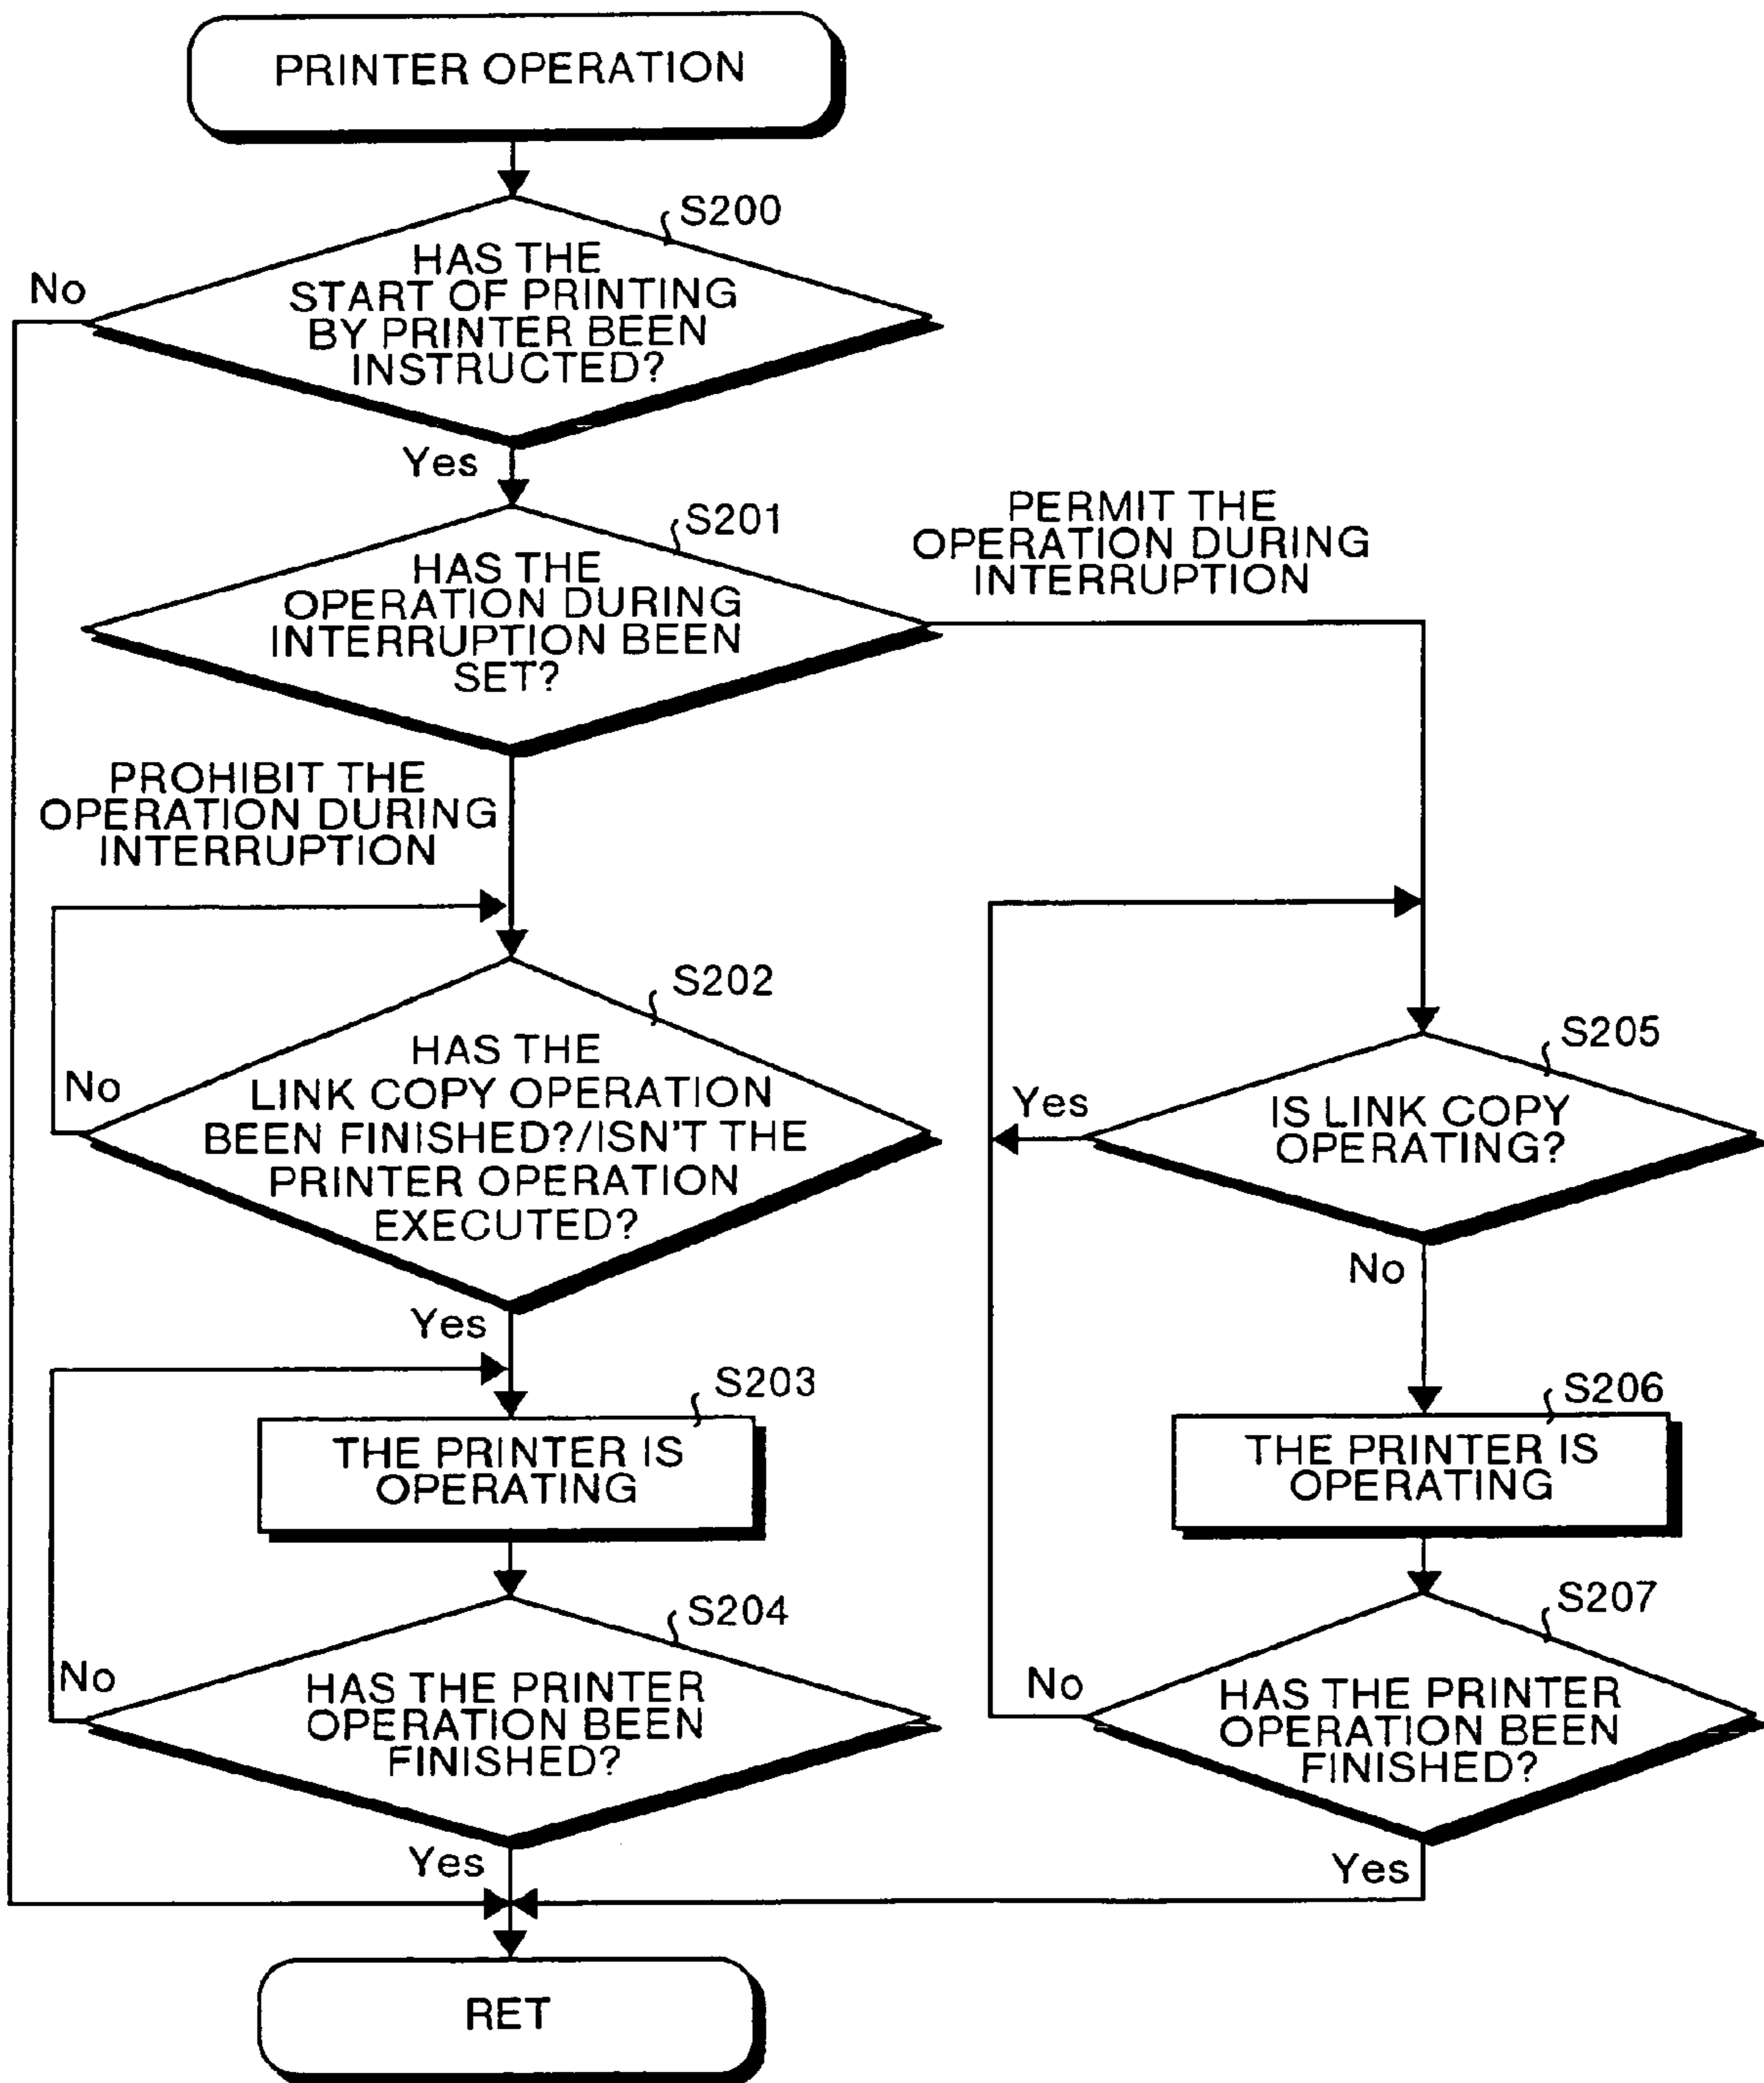 PRINTER OPERATION
S200
HAS THE
START OF PRINTING
BY PRINTER BEEN
INSTRUCTED?
No
Yes
S201
HAS THE
OPERATION DURING
INTERRUPTION BEEN
SET?
PERMIT THE
OPERATION DURING
INTERRUPTION
PROHIBIT THE
OPERATION DURING
INTERRUPTION
S202
HAS THE
LINK COPY OPERATION
BEEN FINISHED?/ISN'T THE
PRINTER OPERATION
EXECUTED?
No
Yes
S203
THE PRINTER IS
OPERATING
S204
HAS THE PRINTER
OPERATION BEEN
FINISHED?
No
Yes
S205
IS LINK COPY
OPERATING?
Yes
No
S206
THE PRINTER IS
OPERATING
S207
HAS THE PRINTER
OPERATION BEEN
FINISHED?
No
Yes
RET